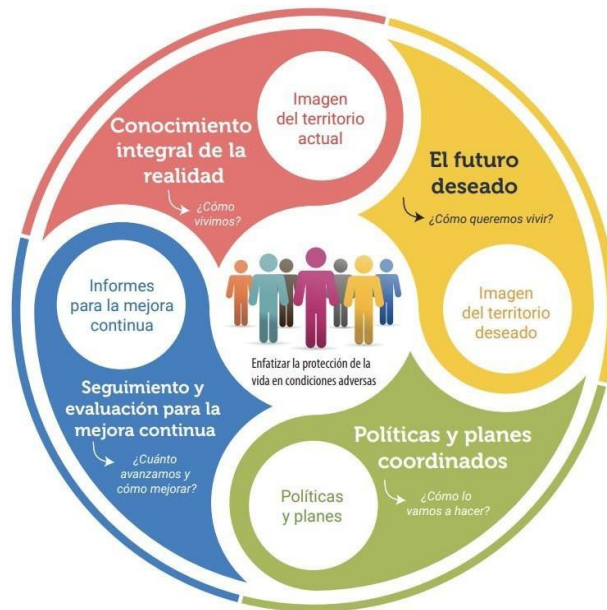 Conocimiento
integral de la
realidad
¿Cómo
vivimos?
Imagen
del territorio
actual
El futuro
deseado
¿Cómo queremos vivir?
Imagen
del territorio
deseado
Políticas y planes
coordinados
¿Cómo lo
vamos a hacer?
Políticas
y planes
Seguimiento y
evaluación para la
mejora continua
¿Cuánto
avanzamos y
cómo mejorar?
Informes
para la mejora
continua
Enfatizar la protección de la
vida en condiciones adversas